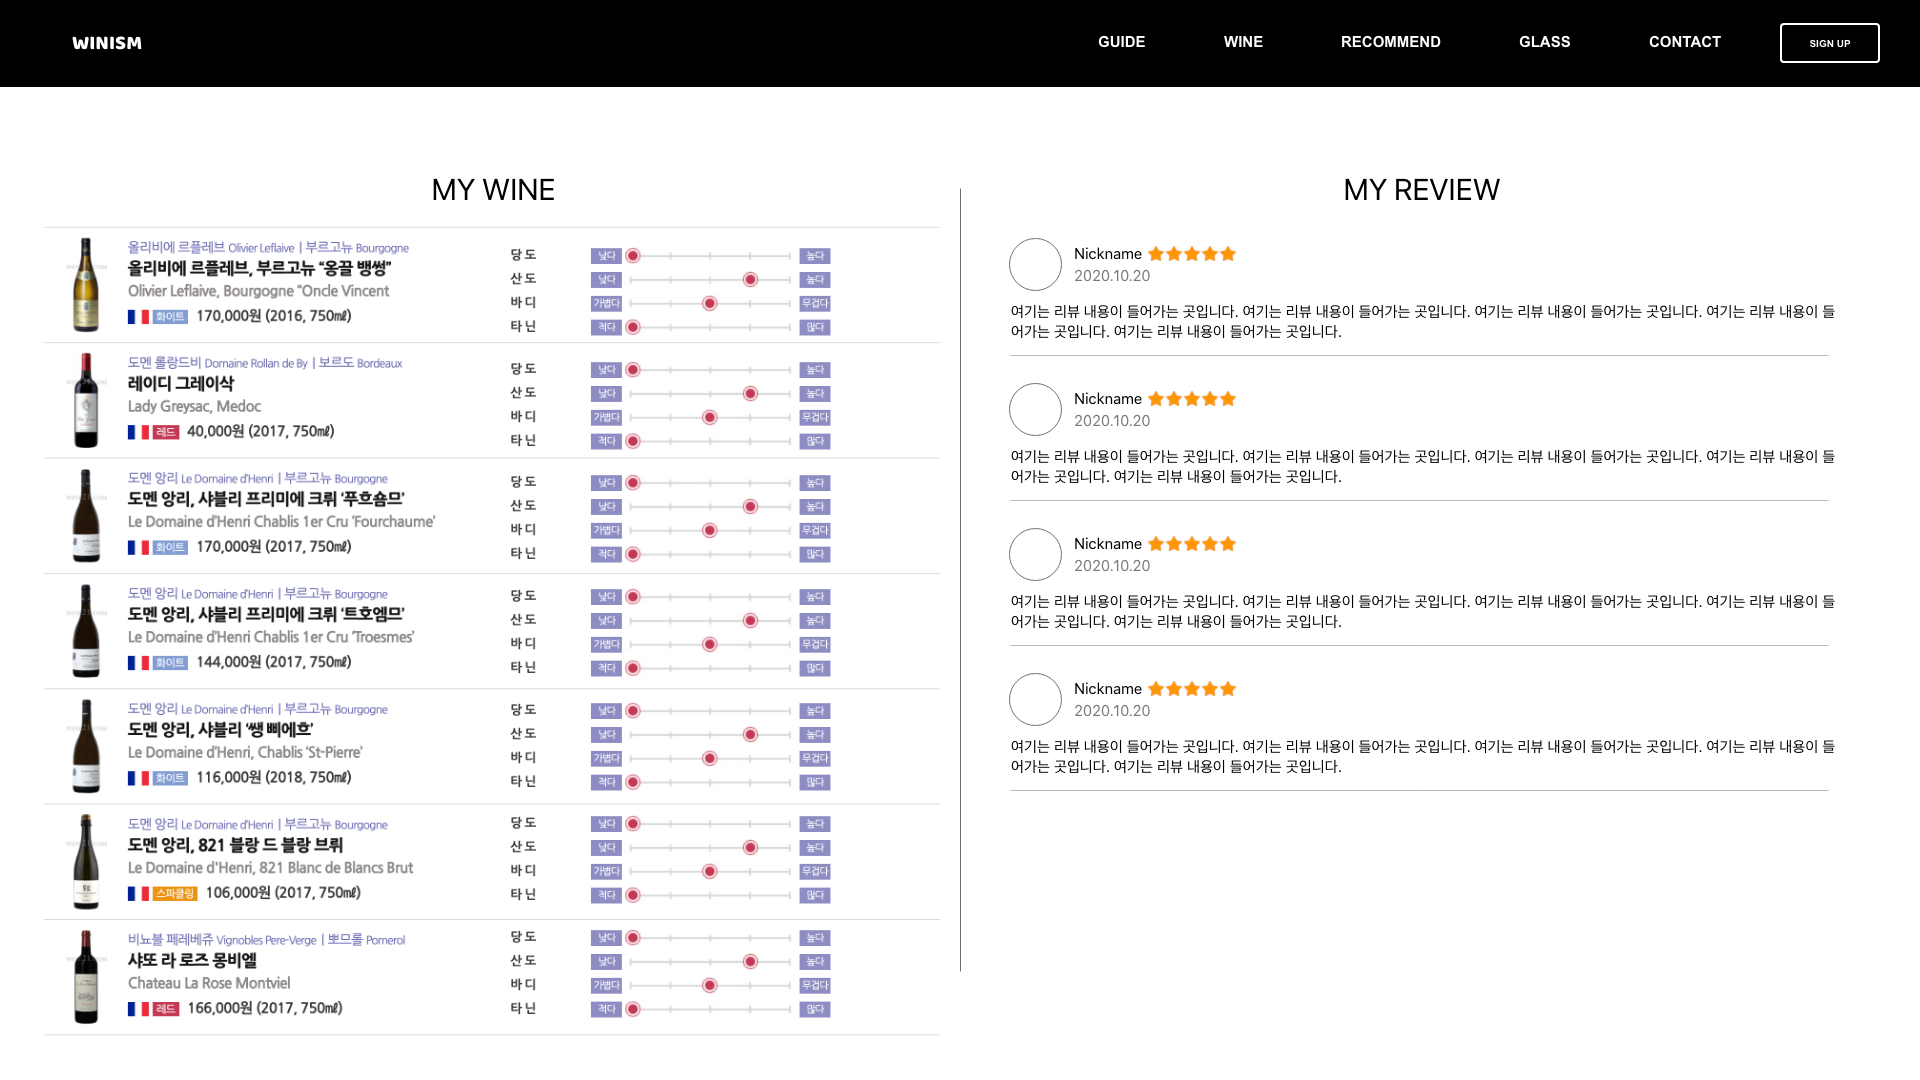 WINISM
GUIDE
WINE
RECOMMEND
GLASS
CONTACT
SIGN UP
MY WINE
올리비에 르플레브 Olivier Leflaive | 부르고뉴 Bourgogne
올리비에 르플레브, 부르고뉴 “옹끌 뱅썽”
Olivier Leflaive, Bourgogne “Oncle Vincent
화이트 170,000원 (2016, 750㎖)
당도 낮다 높다
산도 낮다 높다
바디 가볍다 무겁다
타닌 적다 많다
도멘 롤랑드비 Domaine Rollan de By | 보르도 Bordeaux
레이디 그레이삭
Lady Greysac, Medoc
레드 40,000원 (2017, 750㎖)
당도 낮다 높다
산도 낮다 높다
바디 가볍다 무겁다
타닌 적다 많다
도멘 앙리 Le Domaine d'Henri | 부르고뉴 Bourgogne
도멘 앙리, 샤블리 프리미에 크뤼 ‘푸흐숌므’
Le Domaine d'Henri Chablis 1er Cru ‘Fourchaume’
화이트 170,000원 (2017, 750㎖)
당도 낮다 높다
산도 낮다 높다
바디 가볍다 무겁다
타닌 적다 많다
도멘 앙리 Le Domaine d'Henri | 부르고뉴 Bourgogne
도멘 앙리, 샤블리 프리미에 크뤼 ‘트호엠므’
Le Domaine d'Henri Chablis 1er Cru ‘Troesmes’
화이트 144,000원 (2017, 750㎖)
당도 낮다 높다
산도 낮다 높다
바디 가볍다 무겁다
타닌 적다 많다
도멘 앙리 Le Domaine d'Henri | 부르고뉴 Bourgogne
도멘 앙리, 샤블리 ‘쌩 삐에흐’
Le Domaine d'Henri, Chablis ‘St-Pierre’
화이트 116,000원 (2018, 750㎖)
당도 낮다 높다
산도 낮다 높다
바디 가볍다 무겁다
타닌 적다 많다
도멘 앙리 Le Domaine d'Henri | 부르고뉴 Bourgogne
도멘 앙리, 821 블랑 드 블랑 브뤼
Le Domaine d'Henri, 821 Blanc de Blancs Brut
스파클링 106,000원 (2017, 750㎖)
당도 낮다 높다
산도 낮다 높다
바디 가볍다 무겁다
타닌 적다 많다
비뇨블 페레베쥬 Vignobles Pere-Verge | 뽀므롤 Pomerol
샤또 라 로즈 몽비엘
Chateau La Rose Montviel
레드 166,000원 (2017, 750㎖)
당도 낮다 높다
산도 낮다 높다
바디 가볍다 무겁다
타닌 적다 많다
MY REVIEW
Nickname
2020.10.20
여기는 리뷰 내용이 들어가는 곳입니다. 여기는 리뷰 내용이 들어가는 곳입니다. 여기는 리뷰 내용이 들어가는 곳입니다. 여기는 리뷰 내용이 들
어가는 곳입니다. 여기는 리뷰 내용이 들어가는 곳입니다.
Nickname
2020.10.20
여기는 리뷰 내용이 들어가는 곳입니다. 여기는 리뷰 내용이 들어가는 곳입니다. 여기는 리뷰 내용이 들어가는 곳입니다. 여기는 리뷰 내용이 들
어가는 곳입니다. 여기는 리뷰 내용이 들어가는 곳입니다.
Nickname
2020.10.20
여기는 리뷰 내용이 들어가는 곳입니다. 여기는 리뷰 내용이 들어가는 곳입니다. 여기는 리뷰 내용이 들어가는 곳입니다. 여기는 리뷰 내용이 들
어가는 곳입니다. 여기는 리뷰 내용이 들어가는 곳입니다.
Nickname
2020.10.20
여기는 리뷰 내용이 들어가는 곳입니다. 여기는 리뷰 내용이 들어가는 곳입니다. 여기는 리뷰 내용이 들어가는 곳입니다. 여기는 리뷰 내용이 들
어가는 곳입니다. 여기는 리뷰 내용이 들어가는 곳입니다.